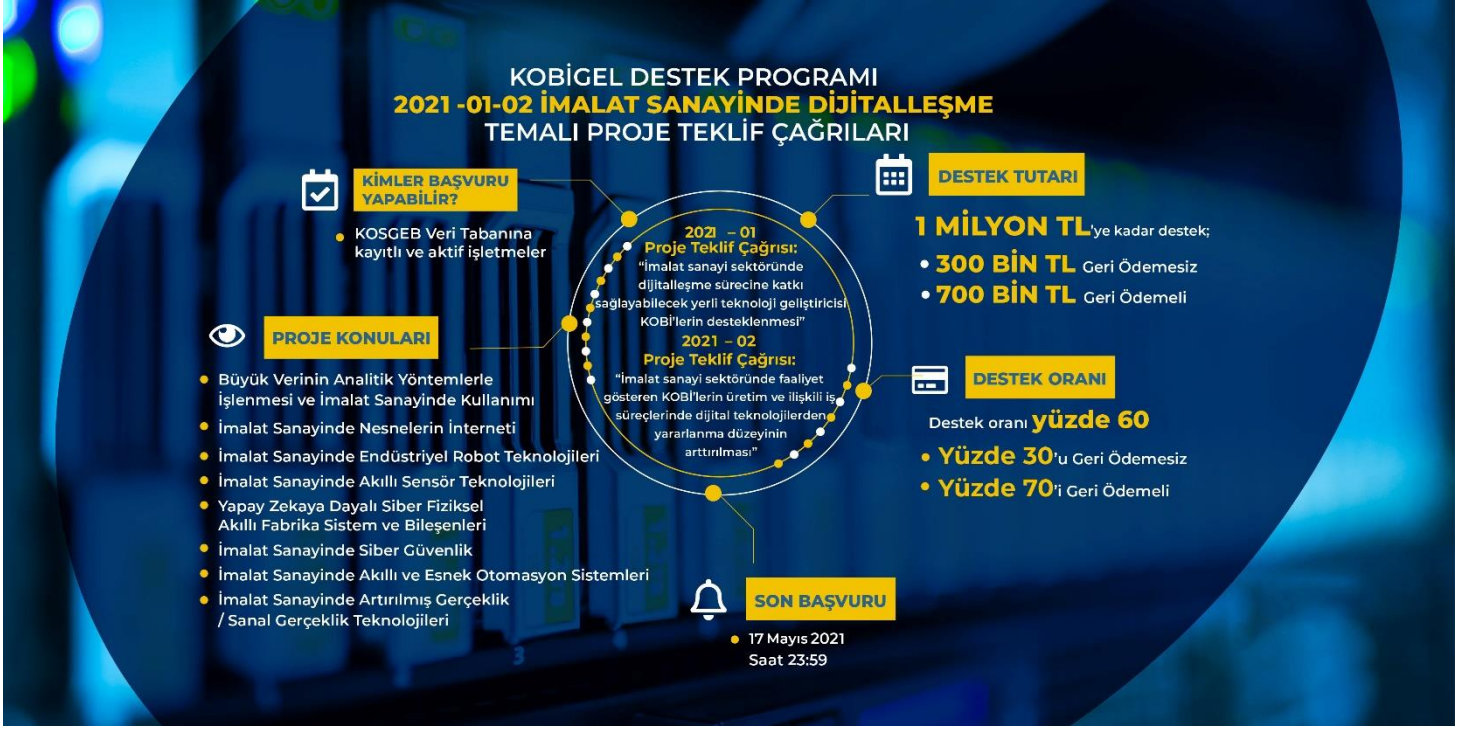 KOBİGEL DESTEK PROGRAMI
2021 -01-02 İMALAT SANAYİNDE DİJİTALLEŞME
TEMALI PROJE TEKLİF ÇAĞRILARI
KİMLER BAŞVURU
YAPABİLİR?
KOSGEB Veri Tabanına
kayıtlı ve aktif işletmeler
PROJE KONULARI
Büyük Verinin Analitik Yöntemlerle
İşlenmesi ve İmalat Sanayinde Kullanımı
İmalat Sanayinde Nesnelerin İnterneti
İmalat Sanayinde Endüstriyel Robot Teknolojileri
İmalat Sanayinde Akıllı Sensör Teknolojileri
Yapay Zekaya Dayalı Siber Fiziksel
Akıllı Fabrika Sistem ve Bileşenleri
İmalat Sanayinde Siber Güvenlik
İmalat Sanayinde Akıllı ve Esnek Otomasyon Sistemleri
İmalat Sanayinde Artırılmış Gerçeklik
/ Sanal Gerçeklik Teknolojileri
2021 – 01
Proje Teklif Çağrısı:
“İmalat sanayi sektöründe
dijitalleşme sürecine katkı
sağlayabilecek yerli teknoloji geliştiricisi
KOBİ’lerin desteklenmesi”
2021 – 02
Proje Teklif Çağrısı:
“İmalat sanayi sektöründe faaliyet
gösteren KOBİ’lerin üretim ve ilişkili iş
süreçlerinde dijital teknolojilerden
yararlanma düzeyinin
arttırılması”
DESTEK TUTARI
1 MİLYON TL’ye kadar destek;
300 BİN TL Geri Ödemesiz
700 BİN TL Geri Ödemeli
DESTEK ORANI
Destek oranı yüzde 60
Yüzde 30’u Geri Ödemesiz
Yüzde 70’i Geri Ödemeli
SON BAŞVURU
17 Mayıs 2021
Saat 23:59
3